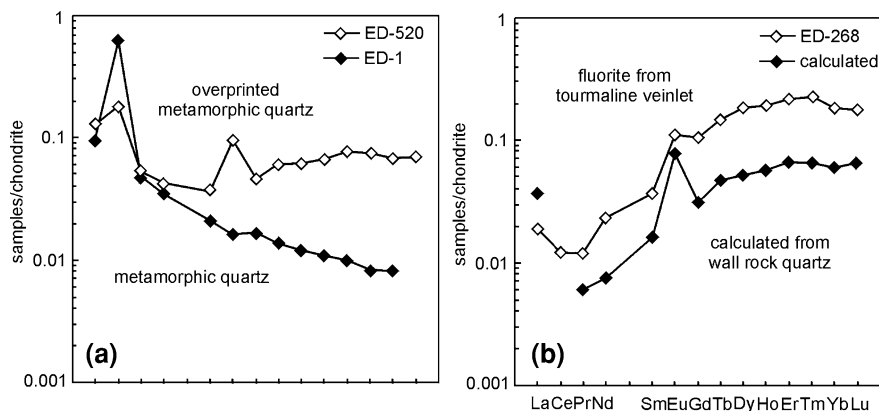 1
0.1
0.01
0.001
samples/chondrite
ED-520
ED-1
overprinted
metamorphic quartz
metamorphic quartz
(a)
1
0.1
0.01
0.001
samples/chondrite
ED-268
calculated
fluorite from
tourmaline veinlet
calculated from
wall rock quartz
(b)
LaCePrNd SmEuGdTbDyHoErTmYbLu